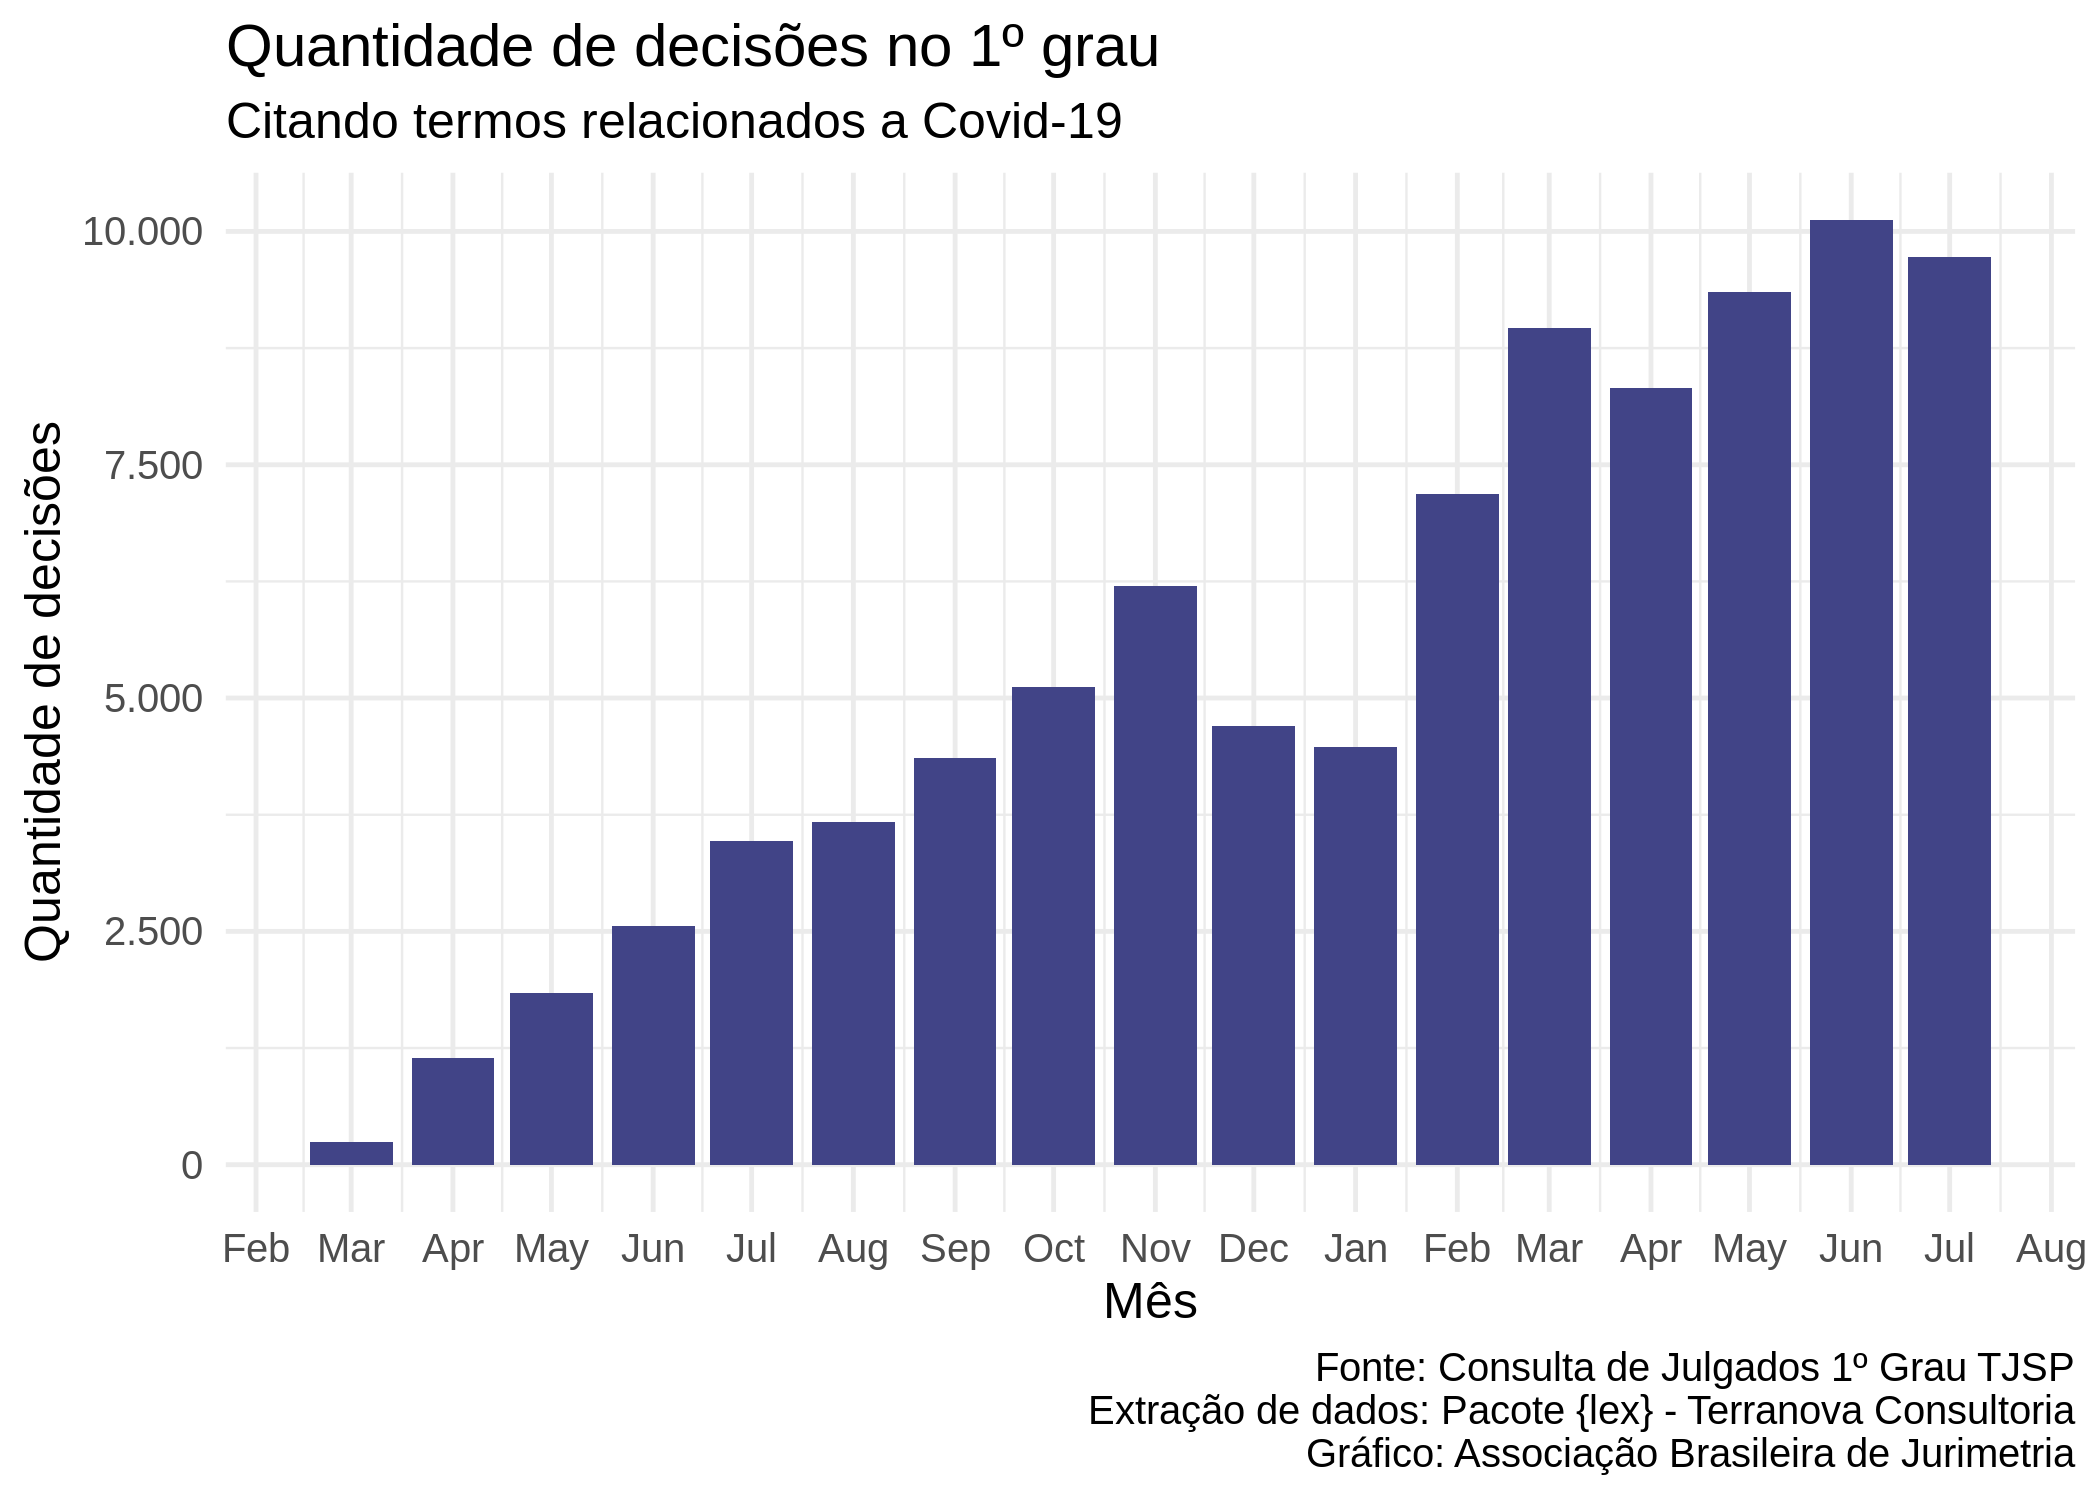 Quantidade de decisões no 1º grau
Citando termos relacionados a Covid-19
Quantidade de decisões
10.000
7.500
5.000
2.500
0
Feb Mar Apr May Jun Jul Aug Sep Oct Nov Dec Jan Feb Mar Apr May Jun Jul Aug
Mês
Fonte: Consulta de Julgados 1º Grau TJSP
Extração de dados: Pacote {lex} - Terranova Consultoria
Gráfico: Associação Brasileira de Jurimetria